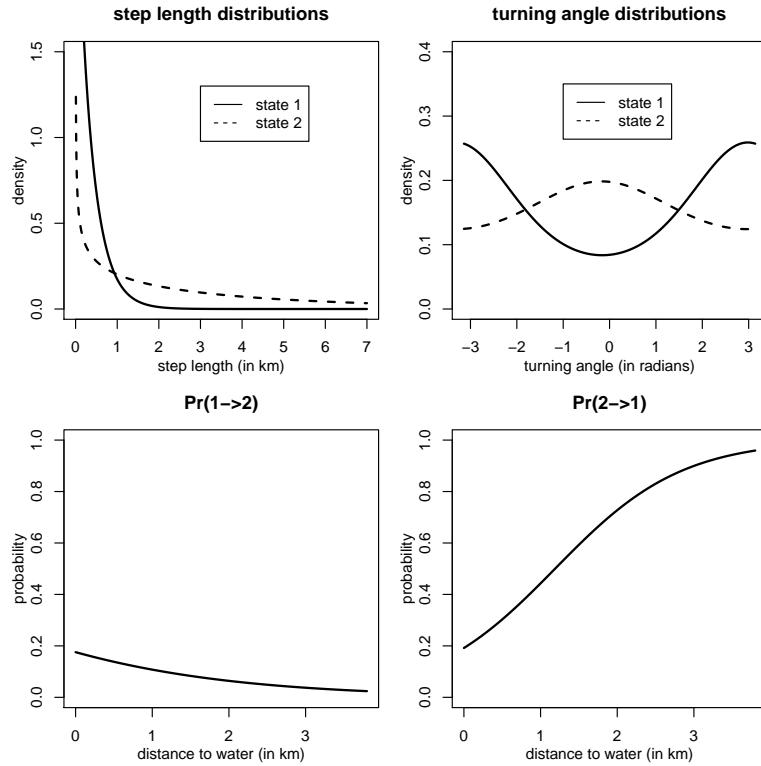 step length distributions
density
0.0 0.5 1.0 1.5
state 1
state 2
0 1 2 3 4 5 6 7
step length (in km)
turning angle distributions
density
0.0 0.1 0.2 0.3 0.4
state 1
state 2
−3 −2 −1 0 1 2 3
turning angle (in radians)
Pr(1−>2)
probability
0.0 0.2 0.4 0.6 0.8 1.0
0 1 2 3
distance to water (in km)
Pr(2−>1)
probability
0.0 0.2 0.4 0.6 0.8 1.0
0 1 2 3
distance to water (in km)